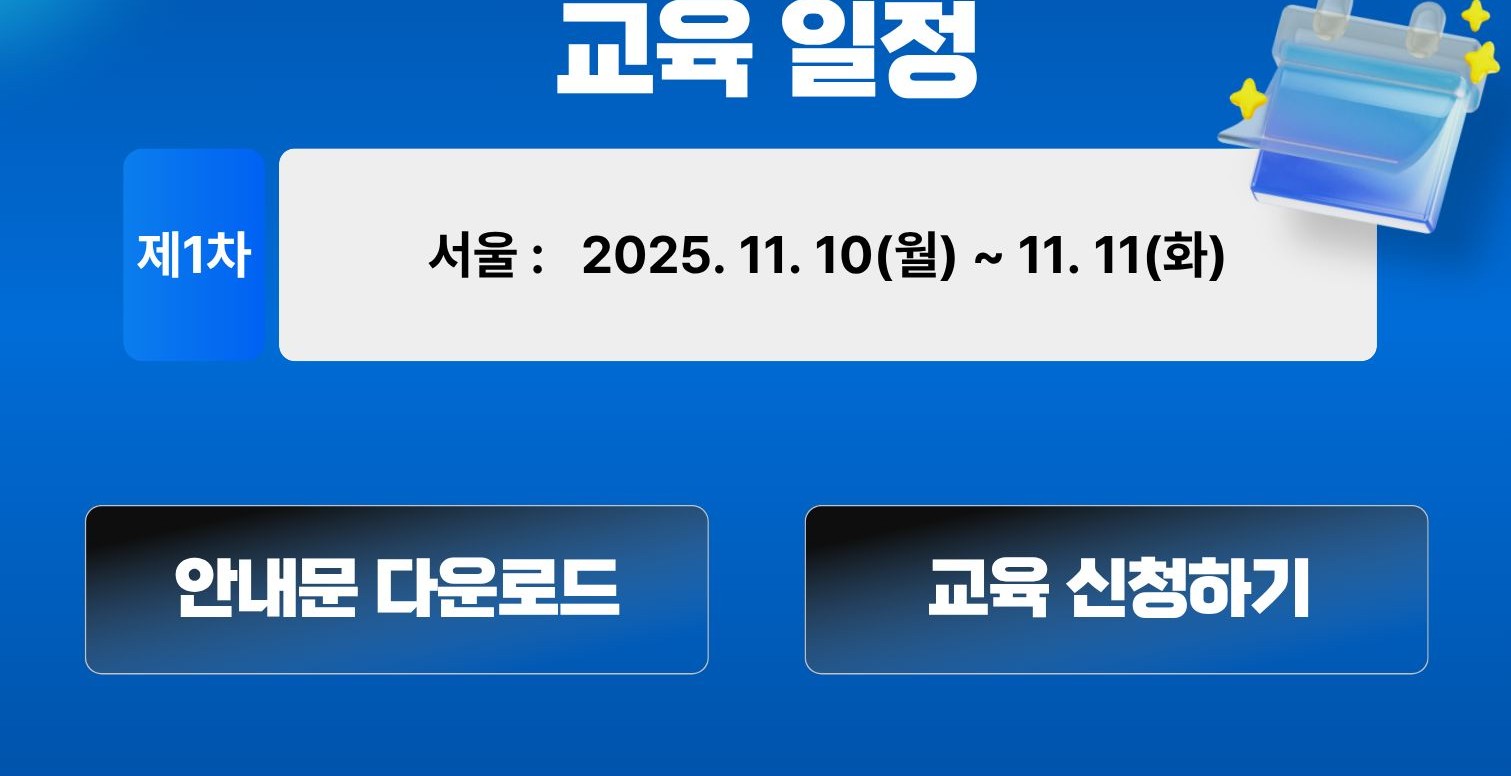 교육 일정
제1차
서울 : 2025. 11. 10(월) ~ 11. 11(화)
안내문 다운로드
교육 신청하기